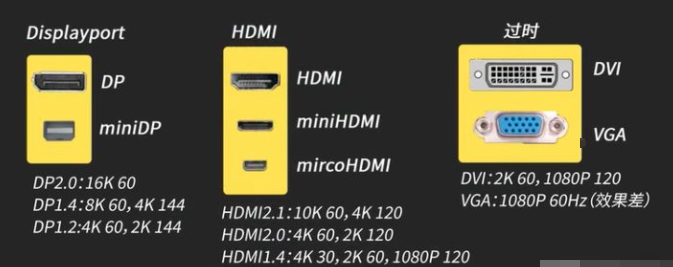 Displayport
DP
miniDP
DP2.0:16K 60
DP1.4:8K 60,4K 144
DP1.2:4K 60,2K 144
HDMI
HDMI
miniHDMI
mircoHDMI
HDMI2.1:10K 60,4K 120
HDMI2.0:4K 60,2K 120
HDMI1.4:4K 30,2K 60,1080P 120
过时
DVI
VGA
DVI:2K 60,1080P 120
VGA:1080P 60Hz(效果差)